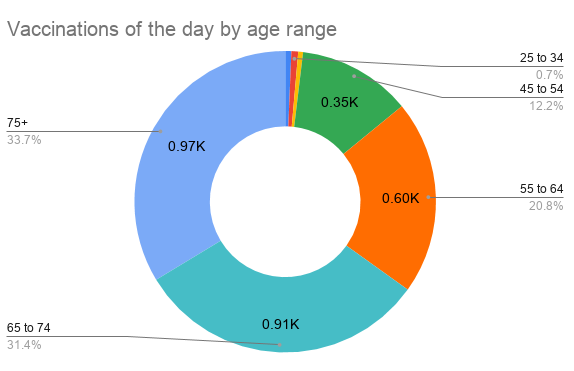 Vaccinations of the day by age range
25 to 34
0.7%
45 to 54
12.2%
0.35K
75+
33.7%
0.97K
55 to 64
20.8%
0.60K
65 to 74
31.4%
0.91K